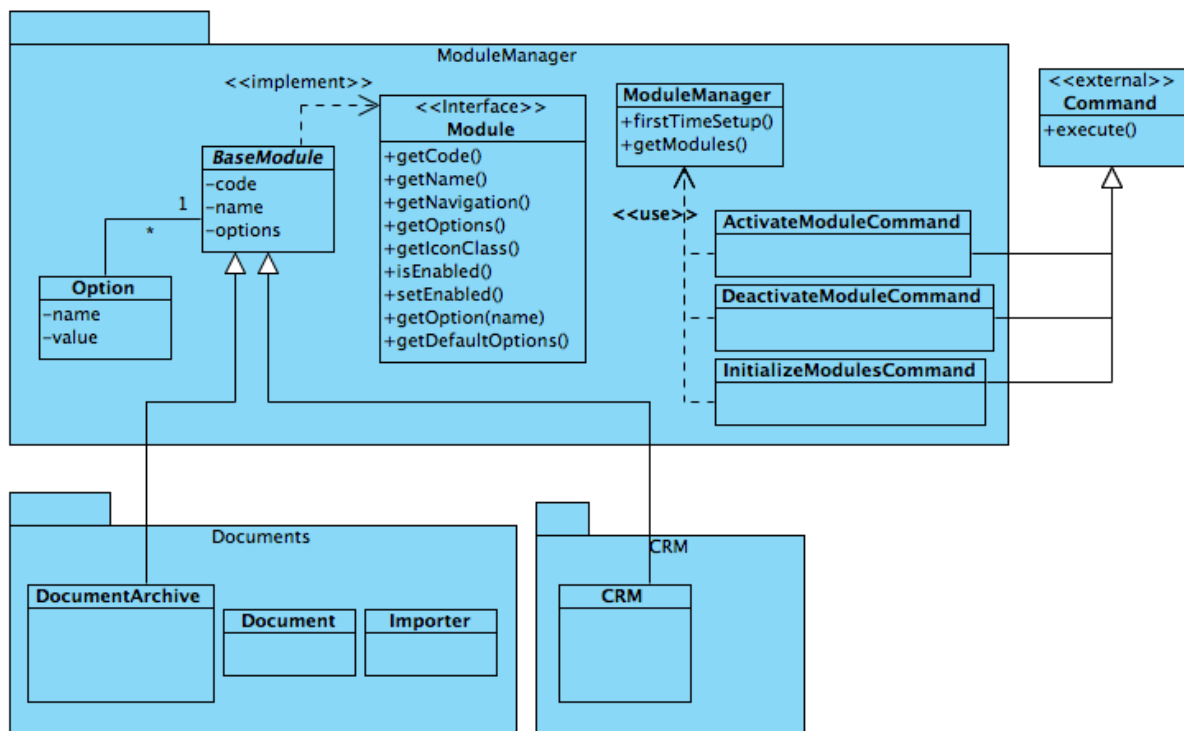 ModuleManager
<<implement>>
<<Interface>>
Module
+getCode()
+getName()
+getNavigation()
+getOptions()
+getIconClass()
+isEnabled()
+setEnabled()
+getOption(name)
+getDefaultOptions()
BaseModule
-code
-name
-options
1
*
Option
-name
-value
ModuleManager
+firstTimeSetup()
+getModules()
<<use>>
ActivateModuleCommand
DeactivateModuleCommand
InitializeModulesCommand
<<external>>
Command
+execute()
Documents
DocumentArchive
Document
Importer
CRM
CRM